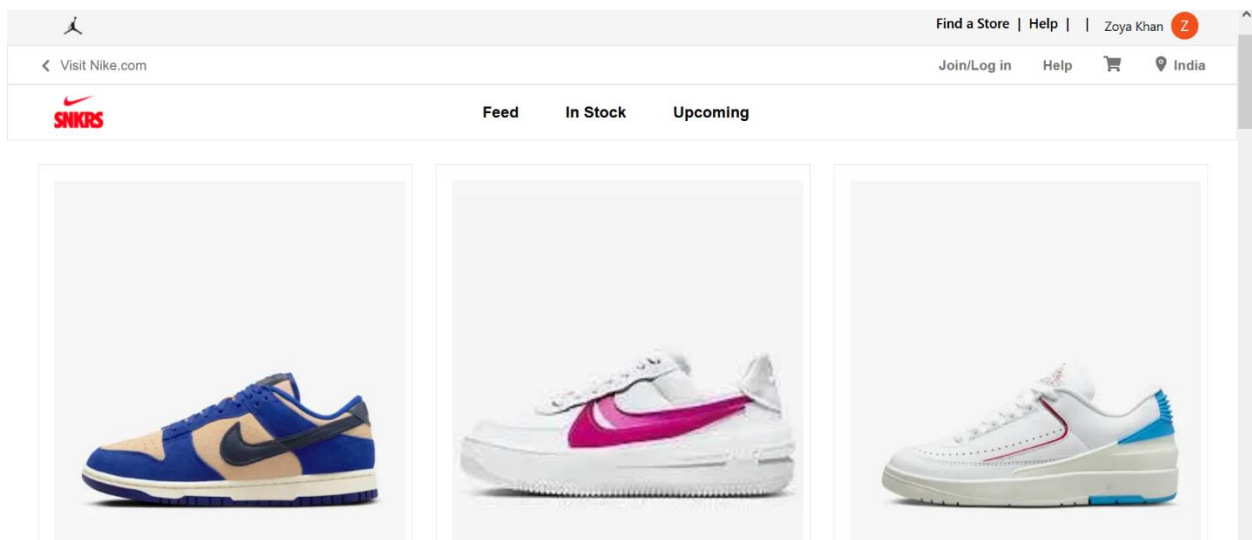 Find a Store | Help | | Zoya Khan Z
Visit Nike.com Join/Log in Help India
SNKRS Feed In Stock Upcoming